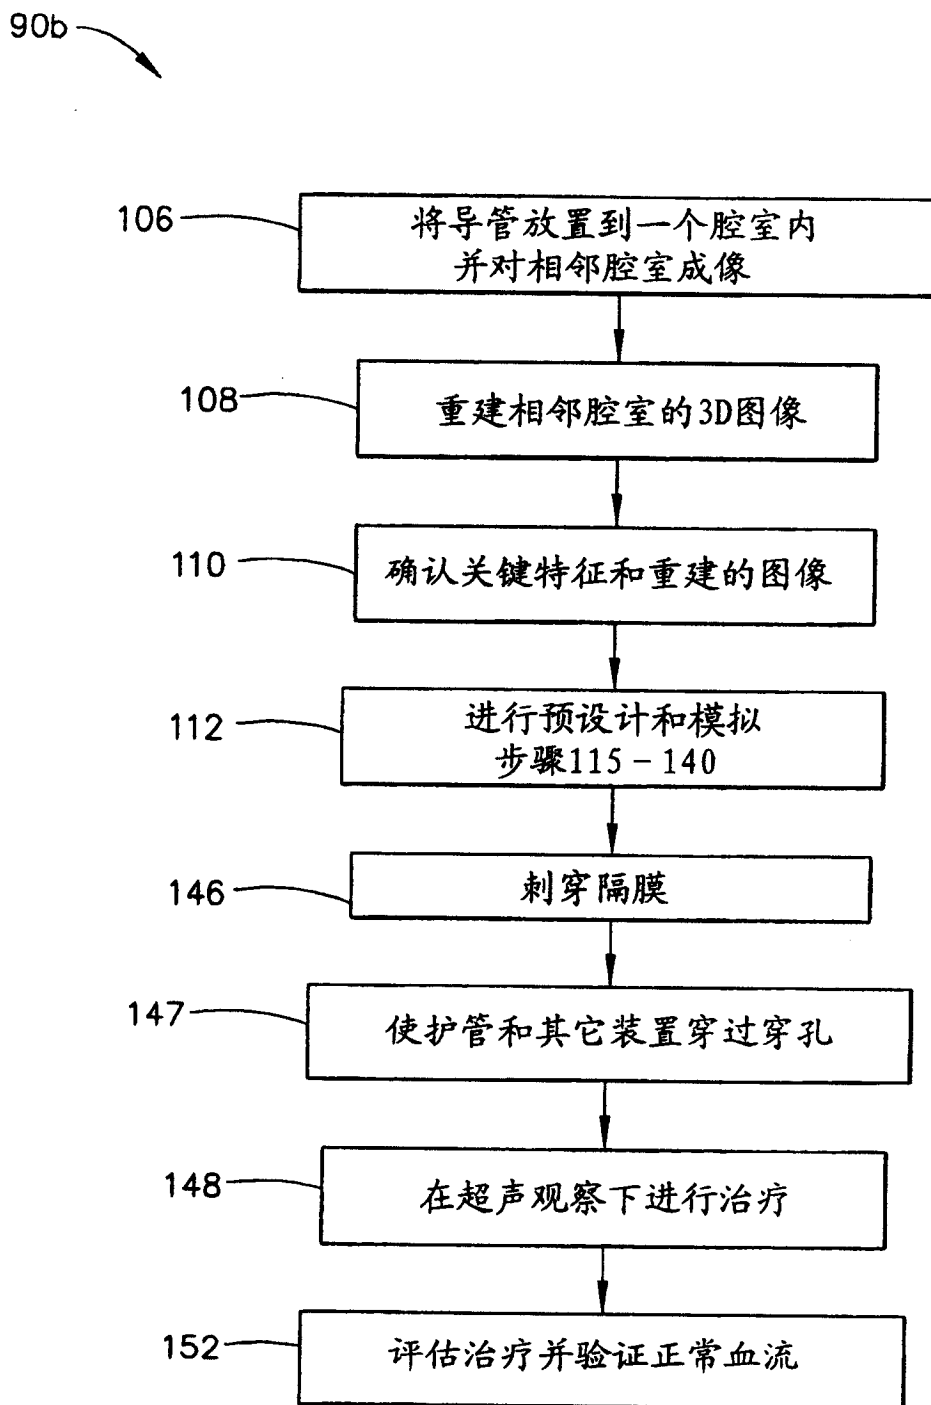 90b
106
将导管放置到一个腔室内
并对相邻腔室成像
108
重建相邻腔室的3D图像
110
确认关键特征和重建的图像
112
进行预设计和模拟
步骤115－140
146
刺穿隔膜
147
使护管和其它装置穿过穿孔
148
在超声观察下进行治疗
152
评估治疗并验证正常血流